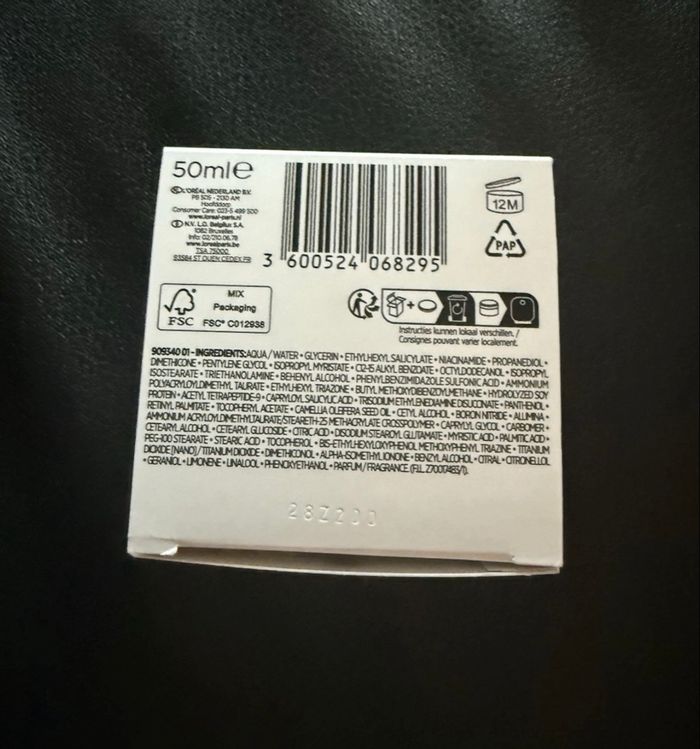 50ml℮
L'ORÉAL NEDERLAND B.V.
PB 505 - 2130 AM
Hoofddorp
Consumer Care: 023-5 499 500
www.loreal-paris.nl
N.V. L.D. Belgilux S.A.
1082 Bruxelles
Info: 02/210.06.78
www.lorealparis.be
TSA 75000
93584 ST OUEN CEDEX FR
3 600524 068295
12M
PAP
FSC
MIX
Packaging
FSC® C012938
Instructies kunnen lokaal verschillen. /
Consignes pouvant varier localement.
909340 01 - INGREDIENTS: AQUA / WATER • GLYCERIN • ETHYLHEXYL SALICYLATE • NIACINAMIDE • PROPANEDIOL •
DIMETHICONE • PENTYLENE GLYCOL • ISOPROPYL MYRISTATE • C12-15 ALKYL BENZOATE • OCTYLDODECANOL • ISOPROPYL
ISOSTEARATE • TRIETHANOLAMINE • BEHENYL ALCOHOL • PHENYLBENZIMIDAZOLE SULFONIC ACID • AMMONIUM
POLYACRYLOYLDIMETHYL TAURATE • ETHYLHEXYL TRIAZONE • BUTYL METHOXYDIBENZOYLMETHANE • HYDROLYZED SOY
PROTEIN • ACETYL TETRAPEPTIDE-9 • CAPRYLOYL SALICYLIC ACID • TRISODIUM ETHYLENEDIAMINE DISUCCINATE • PANTHENOL •
RETINYL PALMITATE • TOCOPHERYL ACETATE • CAMELLIA OLEIFERA SEED OIL • CETYL ALCOHOL • BORON NITRIDE • ALUMINA •
AMMONIUM ACRYLOYLDIMETHYLTAURATE/STEARETH-25 METHACRYLATE CROSSPOLYMER • CAPRYLYL GLYCOL • CARBOMER •
CETEARYL ALCOHOL • CETEARYL GLUCOSIDE • CITRIC ACID • DISODIUM STEAROYL GLUTAMATE • MYRISTIC ACID • PALMITIC ACID •
PEG-100 STEARATE • STEARIC ACID • TOCOPHEROL • BIS-ETHYLHEXYLOXYPHENOL METHOXYPHENYL TRIAZINE • TITANIUM
DIOXIDE [NANO] / TITANIUM DIOXIDE • DIMETHICONOL • ALPHA-ISOMETHYL IONONE • BENZYL ALCOHOL • CITRAL • CITRONELLOL
• GERANIOL • LIMONENE • LINALOOL • PHENOXYETHANOL • PARFUM / FRAGRANCE. (F.I.L. Z70017483/1).
28Z200